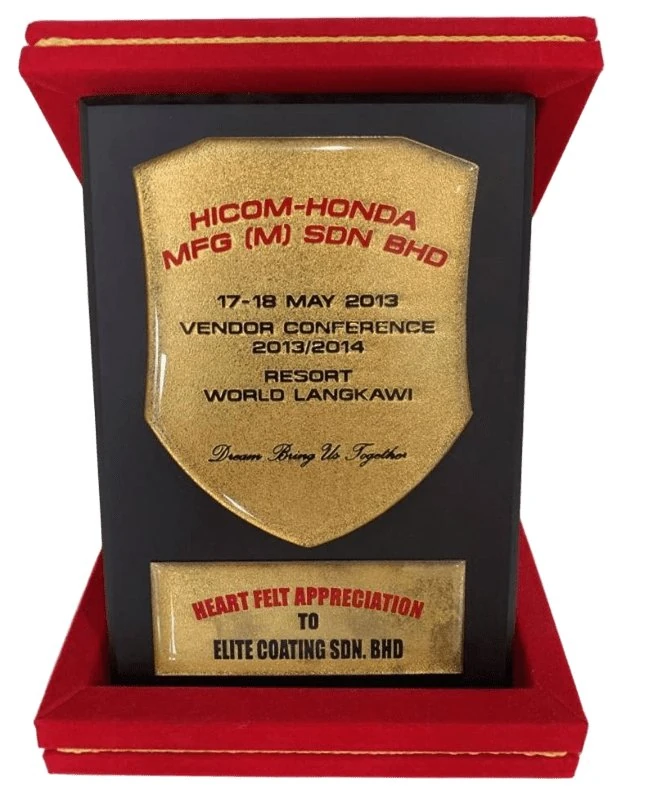 HICOM-HONDA
MFG (M) SDN BHD
17-18 MAY 2013
VENDOR CONFERENCE
2013/2014
RESORT
WORLD LANGKAWI
Dream Bring Us Together
HEART FELT APPRECIATION
TO
ELITE COATING SDN. BHD